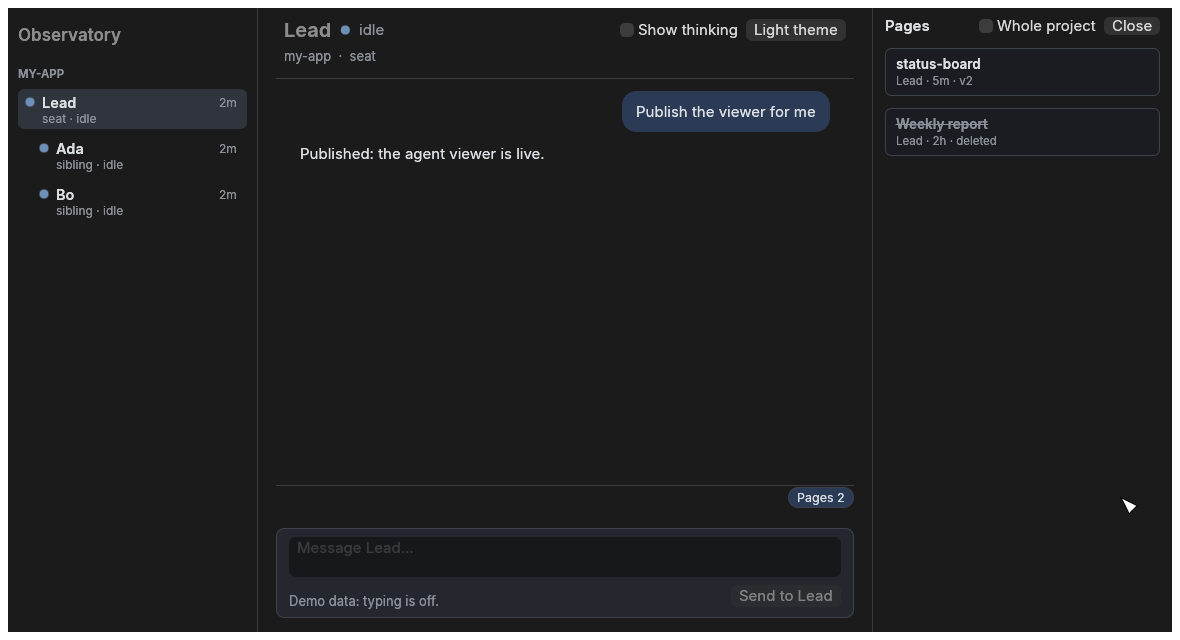 Observatory
MY-APP
Lead 2m
seat · idle
Ada 2m
sibling · idle
Bo 2m
sibling · idle
Lead idle
my-app · seat
Show thinking Light theme
Publish the viewer for me
Published: the agent viewer is live.
Pages 2
Message Lead...
Demo data: typing is off.
Send to Lead
Pages Whole project Close
status-board
Lead · 5m · v2
Weekly report
Lead · 2h · deleted